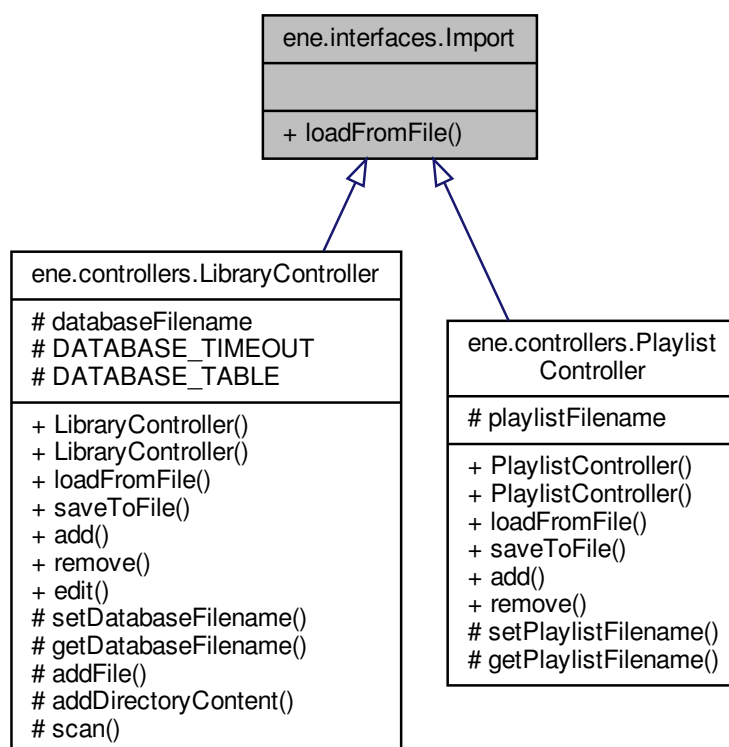 ene.interfaces.Import
+ loadFromFile()
ene.controllers.LibraryController
# databaseFilename
# DATABASE_TIMEOUT
# DATABASE_TABLE
+ LibraryController()
+ LibraryController()
+ loadFromFile()
+ saveToFile()
+ add()
+ remove()
+ edit()
# setDatabaseFilename()
# getDatabaseFilename()
# addFile()
# addDirectoryContent()
# scan()
ene.controllers.Playlist
Controller
# playlistFilename
+ PlaylistController()
+ PlaylistController()
+ loadFromFile()
+ saveToFile()
+ add()
+ remove()
# setPlaylistFilename()
# getPlaylistFilename()